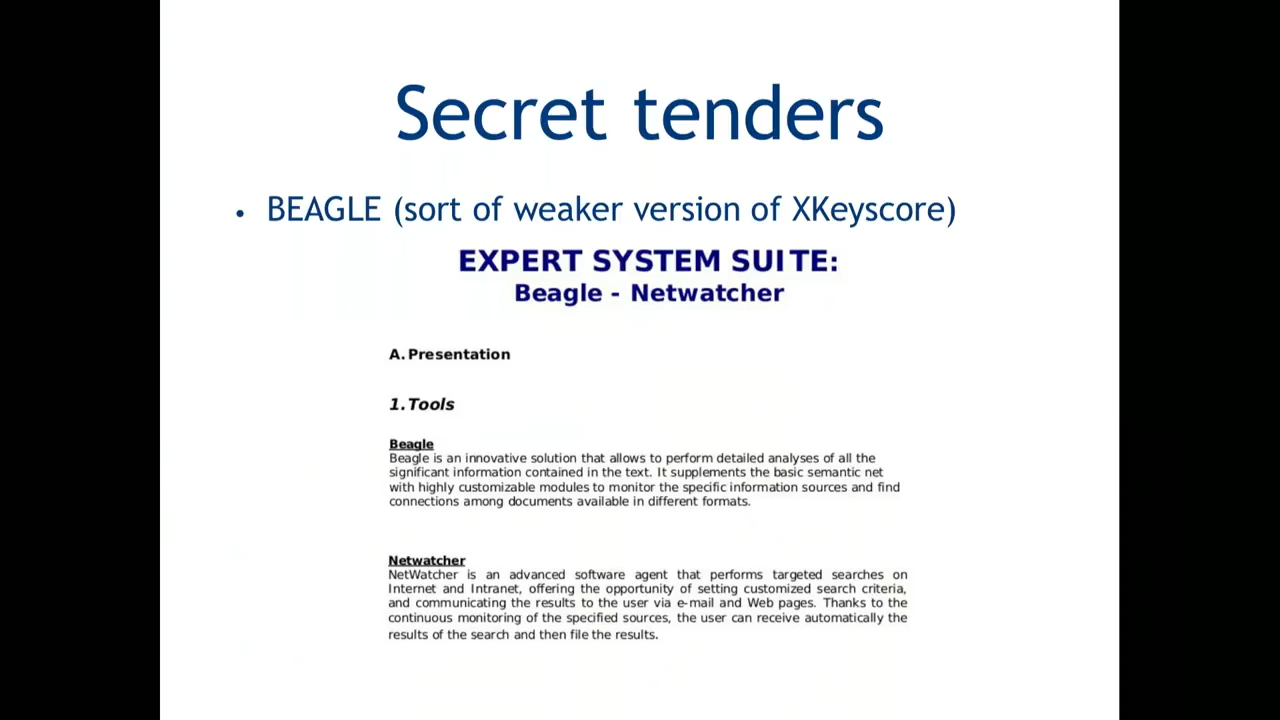 Secret tenders
• BEAGLE (sort of weaker version of XKeyscore)
EXPERT SYSTEM SUITE:
Beagle - Netwatcher
A. Presentation
1. Tools
Beagle
Beagle is an innovative solution that allows to perform detailed analyses of all the
significant information contained in the text. It supplements the basic semantic net
with highly customizable modules to monitor the specific information sources and find
connections among documents available in different formats.
Netwatcher
NetWatcher is an advanced software agent that performs targeted searches on
Internet and Intranet, offering the opportunity of setting customized search criteria,
and communicating the results to the user via e-mail and Web pages. Thanks to the
continuous monitoring of the specified sources, the user can receive automatically the
results of the search and then file the results.